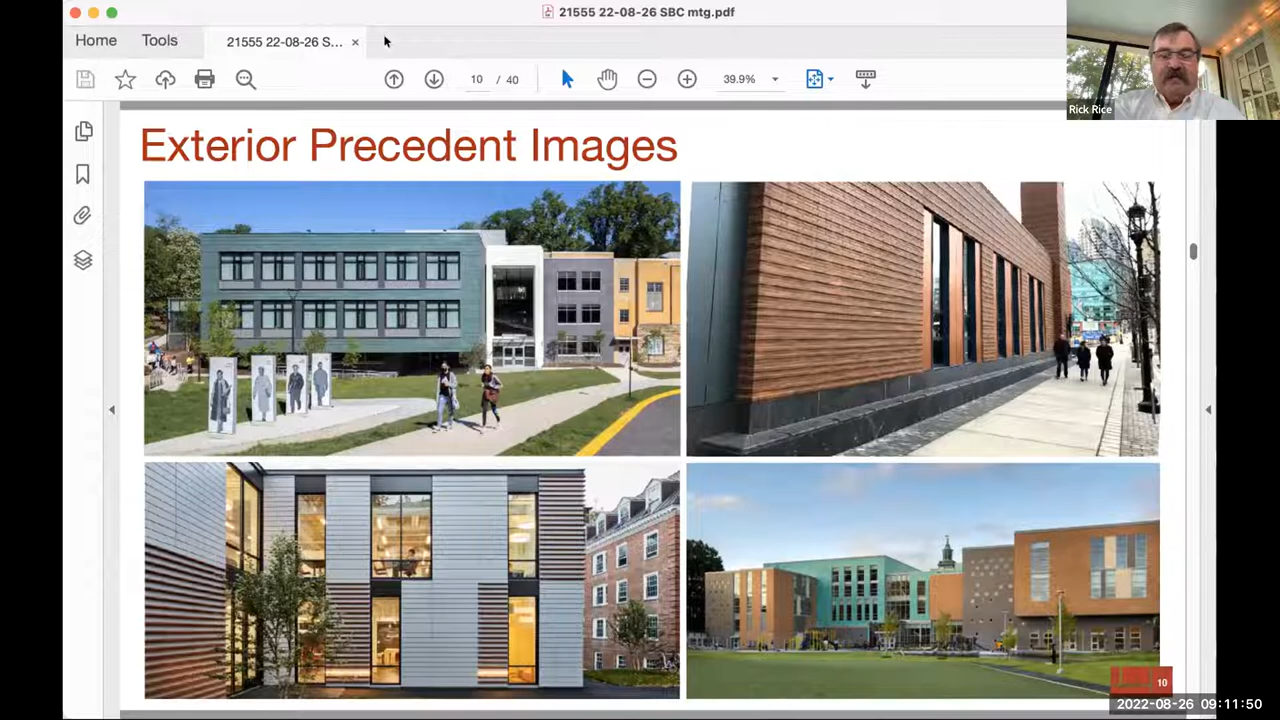 21555 22-08-26 SBC mtg.pdf
Home
Tools
21555 22-08-26 S...
10 / 40
39.9%
Rick Rice
Exterior Precedent Images
10
2022-08-26 09:11:50